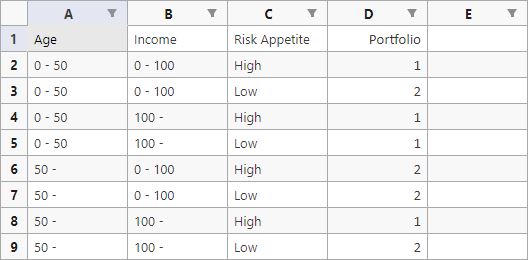 A B C D E
1 Age Income Risk Appetite Portfolio
2 0 - 50 0 - 100 High 1
3 0 - 50 0 - 100 Low 2
4 0 - 50 100 - High 1
5 0 - 50 100 - Low 1
6 50 - 0 - 100 High 2
7 50 - 0 - 100 Low 2
8 50 - 100 - High 1
9 50 - 100 - Low 2